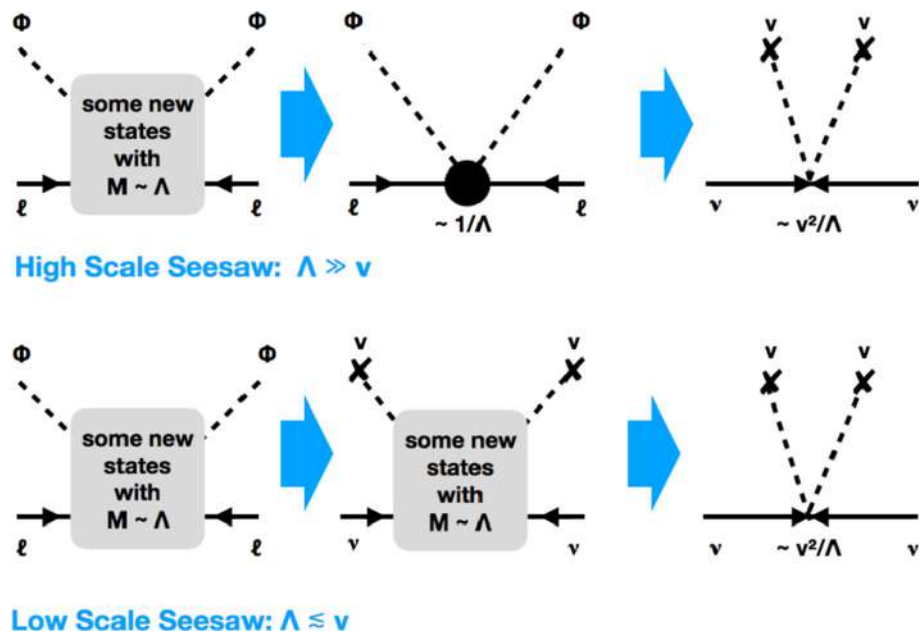 Φ Φ Φ Φ v v
some new
states
with
M ~ Λ
ℓ ℓ ℓ ℓ ν ν
~ 1/Λ ~ v²/Λ
High Scale Seesaw: Λ ≫ v
Φ Φ v v v v
some new
states
with
M ~ Λ
some new
states
with
M ~ Λ
ℓ ℓ ν ν ν ν
~ v²/Λ
Low Scale Seesaw: Λ ≲ v